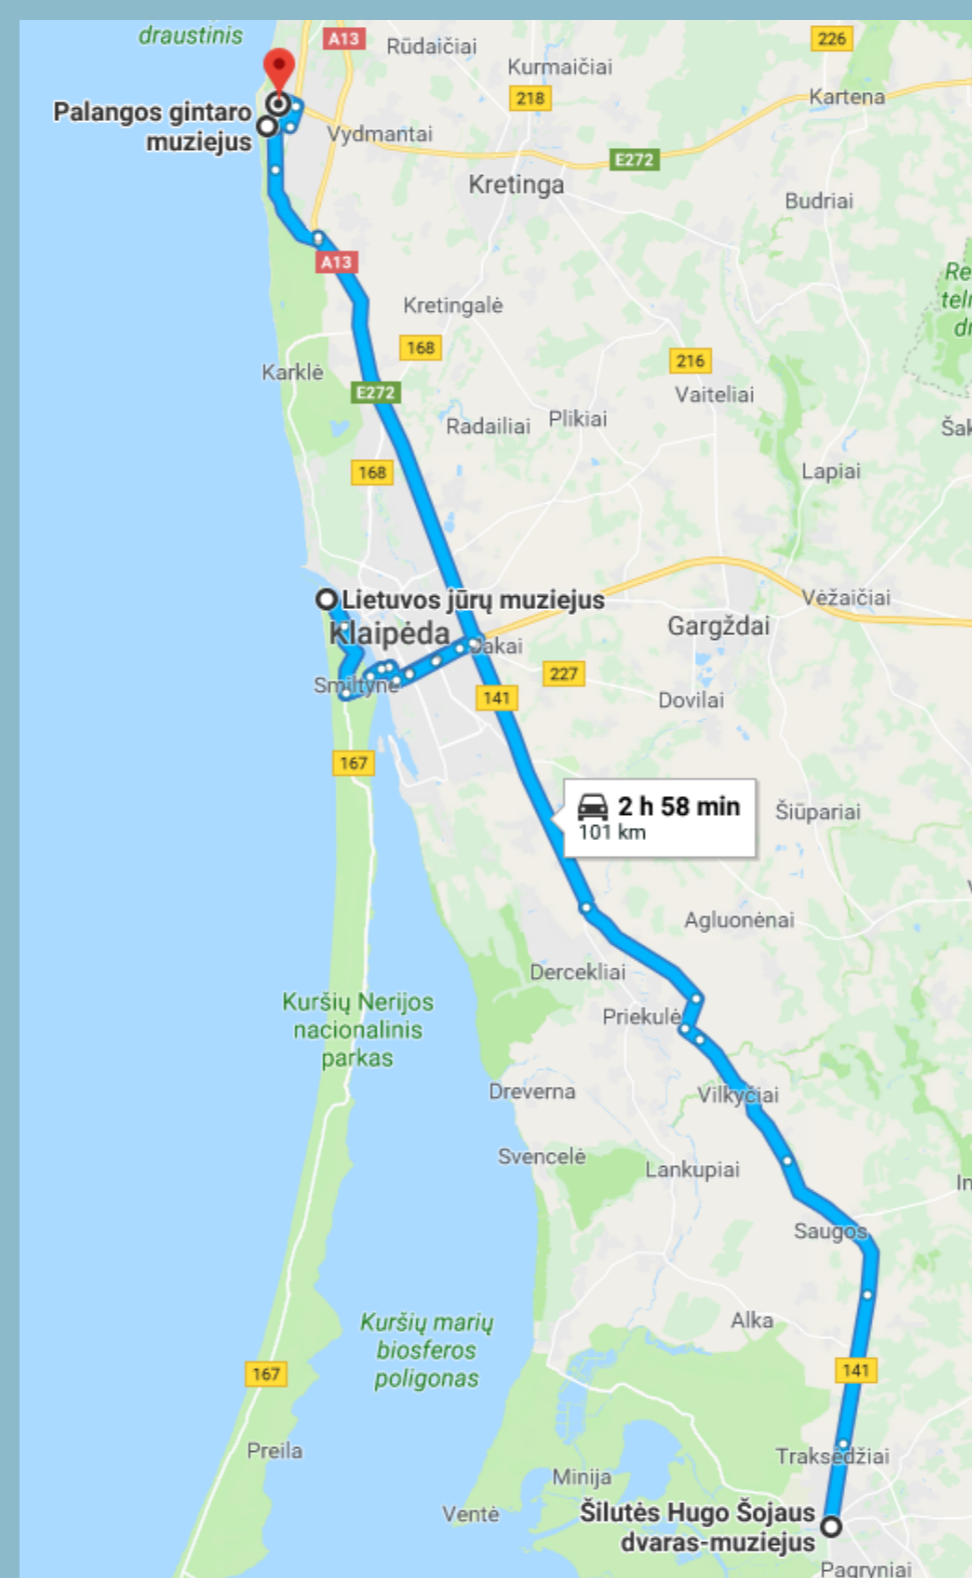 draustinis
A13
Rūdaičiai
226
Kurmaičiai
218
Kartena
Palangos gintaro
muziejus
Vydmantai
E272
Kretinga
Budriai
A13
Kretingalė
168
216
Karklė
E272
Vaiteliai
Radailiai
Plikiai
168
Lapiai
Lietuvos jūrų muziejus
Vėžaičiai
Klaipėda
Gargždai
Jakai
227
Smiltynė
141
Dovilai
167
2 h 58 min
101 km
Šiūpariai
Agluonėnai
Dercekliai
Kuršių Nerijos
nacionalinis
parkas
Priekulė
Dreverna
Vilkyčiai
Svencelė
Lankupiai
Saugos
Kuršių marių
biosferos
poligonas
Alka
167
141
Preila
Traksėdžiai
Minija
Ventė
Šilutės Hugo Šojaus
dvaras-muziejus
Pagryniai